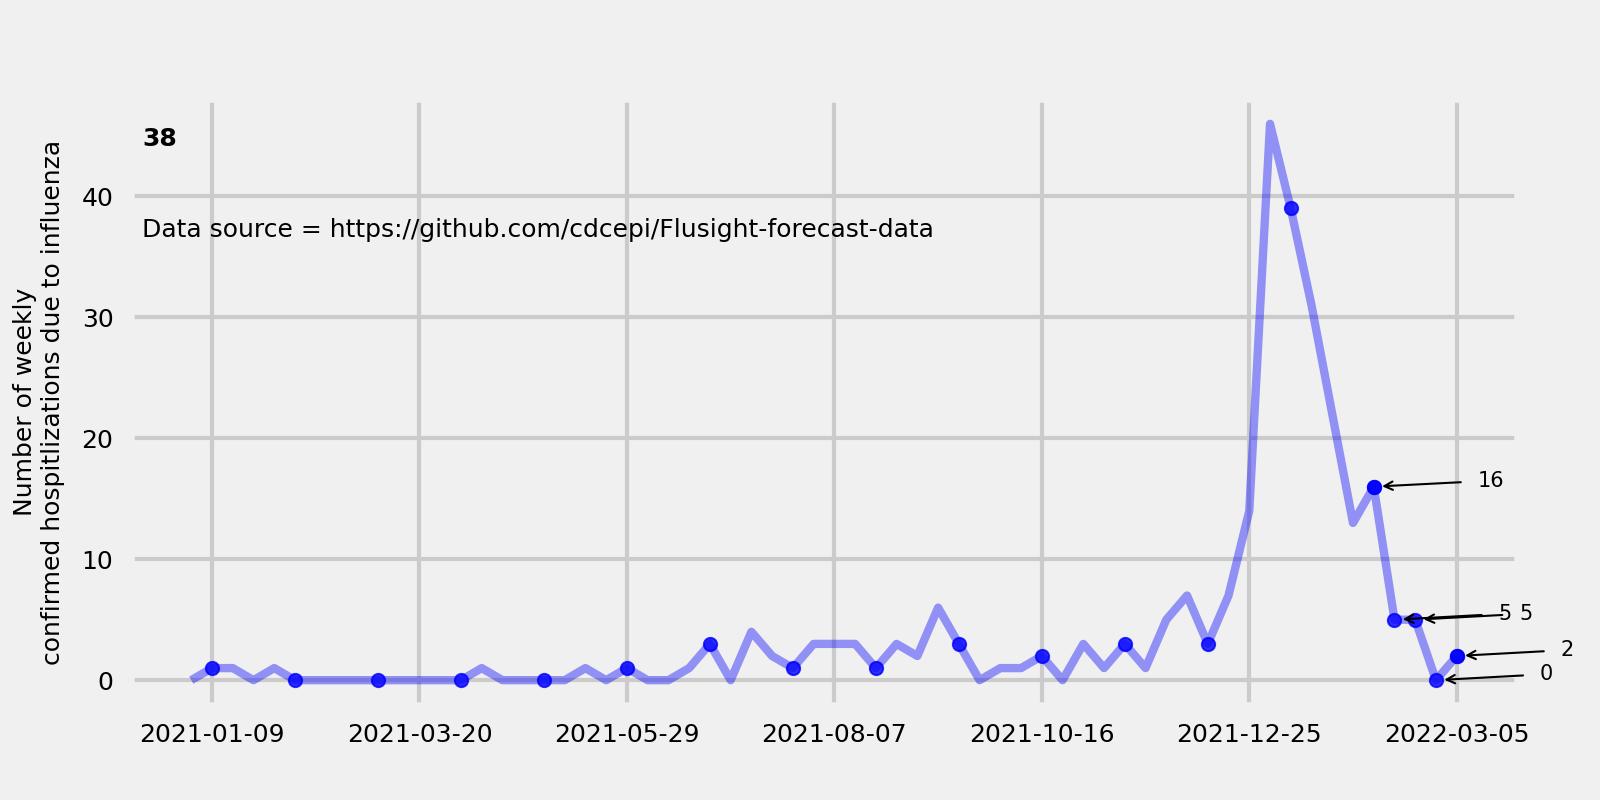 38
Data source = https://github.com/cdcepi/Flusight-forecast-data
Number of weekly
confirmed hospitlizations due to influenza
40
30
20
10
0
16
5 5
2
0
2021-01-09 2021-03-20 2021-05-29 2021-08-07 2021-10-16 2021-12-25 2022-03-05